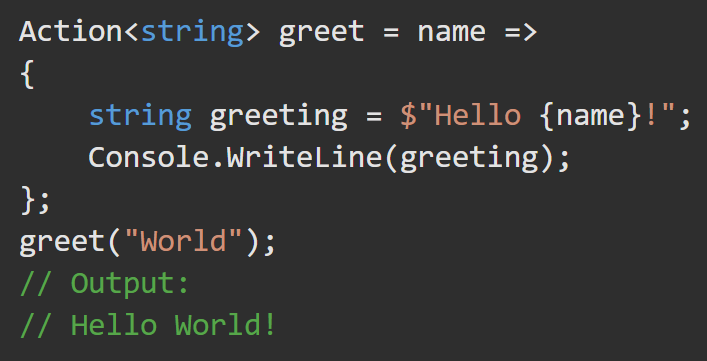 Action<string> greet = name =>
{
    string greeting = $"Hello {name}!";
    Console.WriteLine(greeting);
};
greet("World");
// Output:
// Hello World!